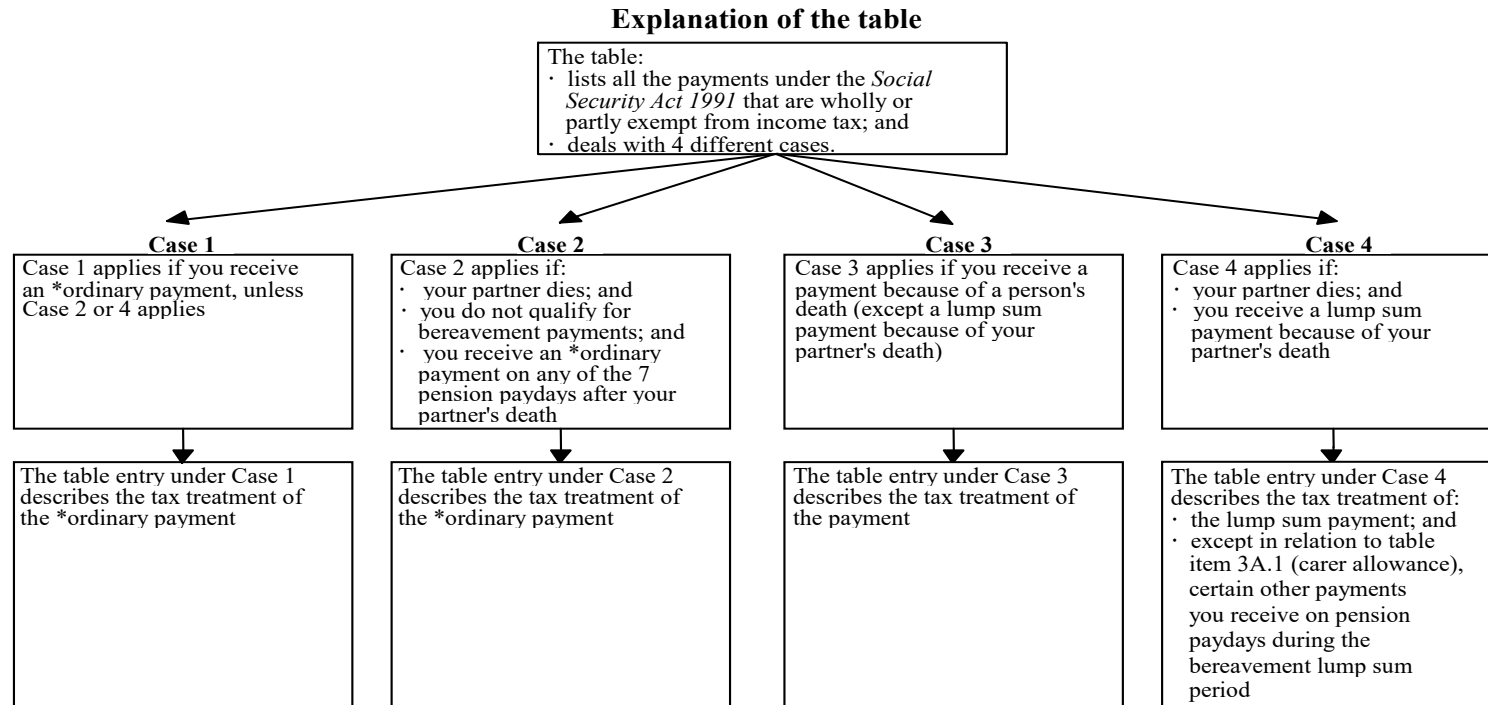 Explanation of the table
The table:
· lists all the payments under the Social
Security Act 1991 that are wholly or
partly exempt from income tax; and
· deals with 4 different cases.
Case 1
Case 1 applies if you receive
an *ordinary payment, unless
Case 2 or 4 applies
The table entry under Case 1
describes the tax treatment of
the *ordinary payment
Case 2
Case 2 applies if:
· your partner dies; and
· you do not qualify for
bereavement payments; and
· you receive an *ordinary
payment on any of the 7
pension paydays after your
partner's death
The table entry under Case 2
describes the tax treatment of
the *ordinary payment
Case 3
Case 3 applies if you receive a
payment because of a person's
death (except a lump sum
payment because of your
partner's death)
The table entry under Case 3
describes the tax treatment of
the payment
Case 4
Case 4 applies if:
· your partner dies; and
· you receive a lump sum
payment because of your
partner's death
The table entry under Case 4
describes the tax treatment of:
· the lump sum payment; and
· except in relation to table
item 3A.1 (carer allowance),
certain other payments
you receive on pension
paydays during the
bereavement lump sum
period